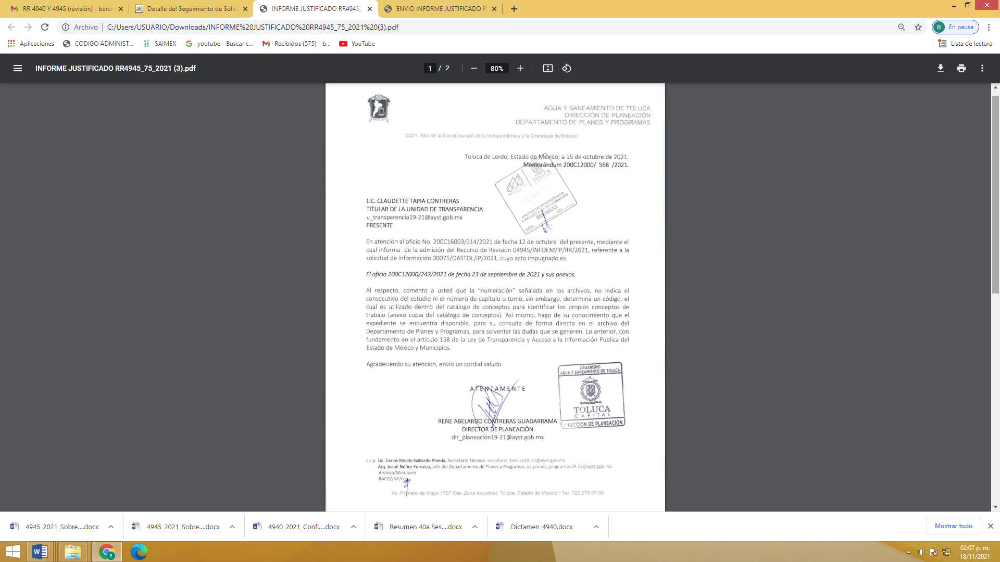 RR 4940 Y 4945 (revisión) - beren
Detalle del Seguimiento de Solici
INFORME JUSTIFICADO RR4945_
ENVIO INFORME JUSTIFICADO R
Archivo
C:/Users/USUARIO/Downloads/INFORME%20JUSTIFICADO%20RR4945_75_2021%20(3).pdf
B En pausa
Aplicaciones
CODIGO ADMINIST...
SAIMEX
youtube - Buscar c...
Recibidos (575) - b...
YouTube
Lista de lectura
INFORME JUSTIFICADO RR4945_75_2021 (3).pdf
1 / 2
80%
AGUA Y SANEAMIENTO DE TOLUCA
DIRECCIÓN DE PLANEACIÓN
DEPARTAMENTO DE PLANES Y PROGRAMAS
"2021. Año de la Consumación de la Independencia y la Grandeza de México"
Toluca de Lerdo, Estado de México; a 15 de octubre de 2021.
Memorándum 200C12000/ 568 /2021.
TOLUCA
UNIDAD DE TRASPARENCIA
Y ACCESO A LA INFORMACIÓN
RECIBIDO
LIC. CLAUDETTE TAPIA CONTRERAS
TITULAR DE LA UNIDAD DE TRANSPARENCIA
u_transparencia19-21@ayst.gob.mx
PRESENTE
En atención al oficio No. 200C16003/314/2021 de fecha 12 de octubre del presente, mediante el
cual informa de la admisión del Recurso de Revisión 04945/INFOEM/IP/RR/2021, referente a la
solicitud de información 00075/OASTOL/IP/2021, cuyo acto impugnado es:
El oficio 200C12000/242/2021 de fecha 23 de septiembre de 2021 y sus anexos.
Al respecto, comento a usted que la “numeración” señalada en los archivos, no indica el
consecutivo del estudio ni el número de capítulo o tomo, sin embargo, determina un código, el
cual es utilizado dentro del catálogo de conceptos para identificar los propios conceptos de
trabajo (anexo copia del catálogo de conceptos). Así mismo, hago de su conocimiento que el
expediente se encuentra disponible, para su consulta de forma directa en el archivo del
Departamento de Planes y Programas, para solventar las dudas que se generen. Lo anterior, con
fundamento en el artículo 158 de la Ley de Transparencia y Acceso a la Información Pública del
Estado de México y Municipios.
Agradeciendo su atención, envío un cordial saludo.
ATENTAMENTE
RENE ABELARDO CONTRERAS GUADARRAMA
DIRECTOR DE PLANEACIÓN
dir_planeacion19-21@ayst.gob.mx
ORGANISMO
AGUA Y SANEAMIENTO DE TOLUCA
TOLUCA
CAPITAL
DIRECCIÓN DE PLANEACIÓN
c.c.p. Lic. Carlos Rincón Gallardo Pineda, Secretario Técnico. secretario_tecnico19-21@ayst.gob.mx
Arq. Josué Núñez Fonseca, Jefe del Departamento de Planes y Programas. jd_planes_programas19-21@ayst.gob.mx.
Archivo/Minutario
RACG/JNF/eco
Av. Primero de Mayo 1707 Ote. Zona Industrial, Toluca, Estado de México / Tel: 722 275.57.00
4945_2021_Sobre....docx
4945_2021_Sobre....docx
4940_2021_Confi....docx
Resumen 40a Ses....docx
Dictamen_4940.docx
Mostrar todo
02:07 p. m.
18/11/2021